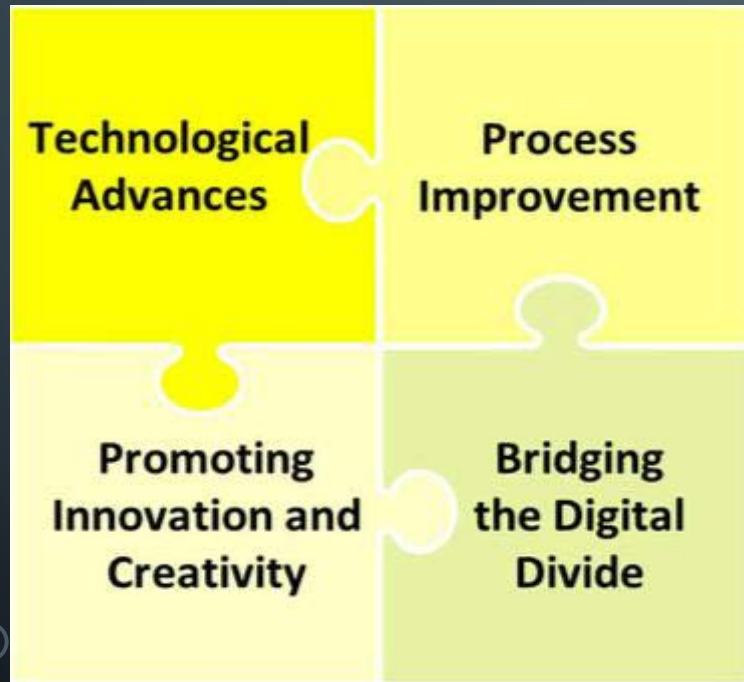 Technological
Advances
Process
Improvement
Promoting
Innovation and
Creativity
Bridging
the Digital
Divide